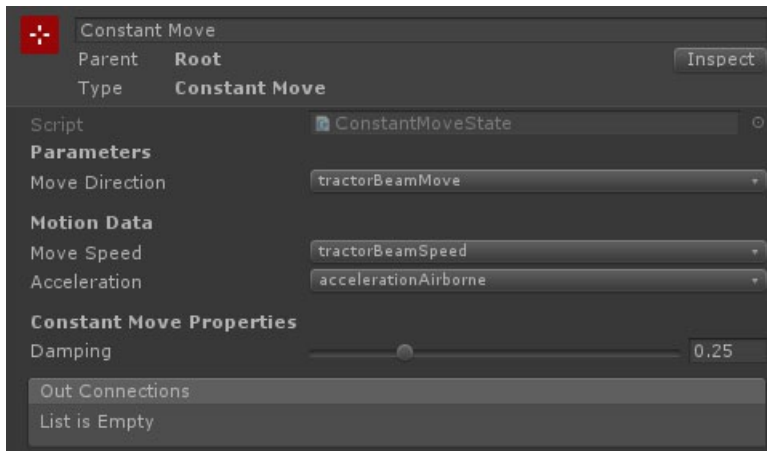 Constant Move
Parent Root Inspect
Type Constant Move
Script ConstantMoveState
Parameters
Move Direction tractorBeamMove
Motion Data
Move Speed tractorBeamSpeed
Acceleration accelerationAirborne
Constant Move Properties
Damping 0.25
Out Connections
List is Empty